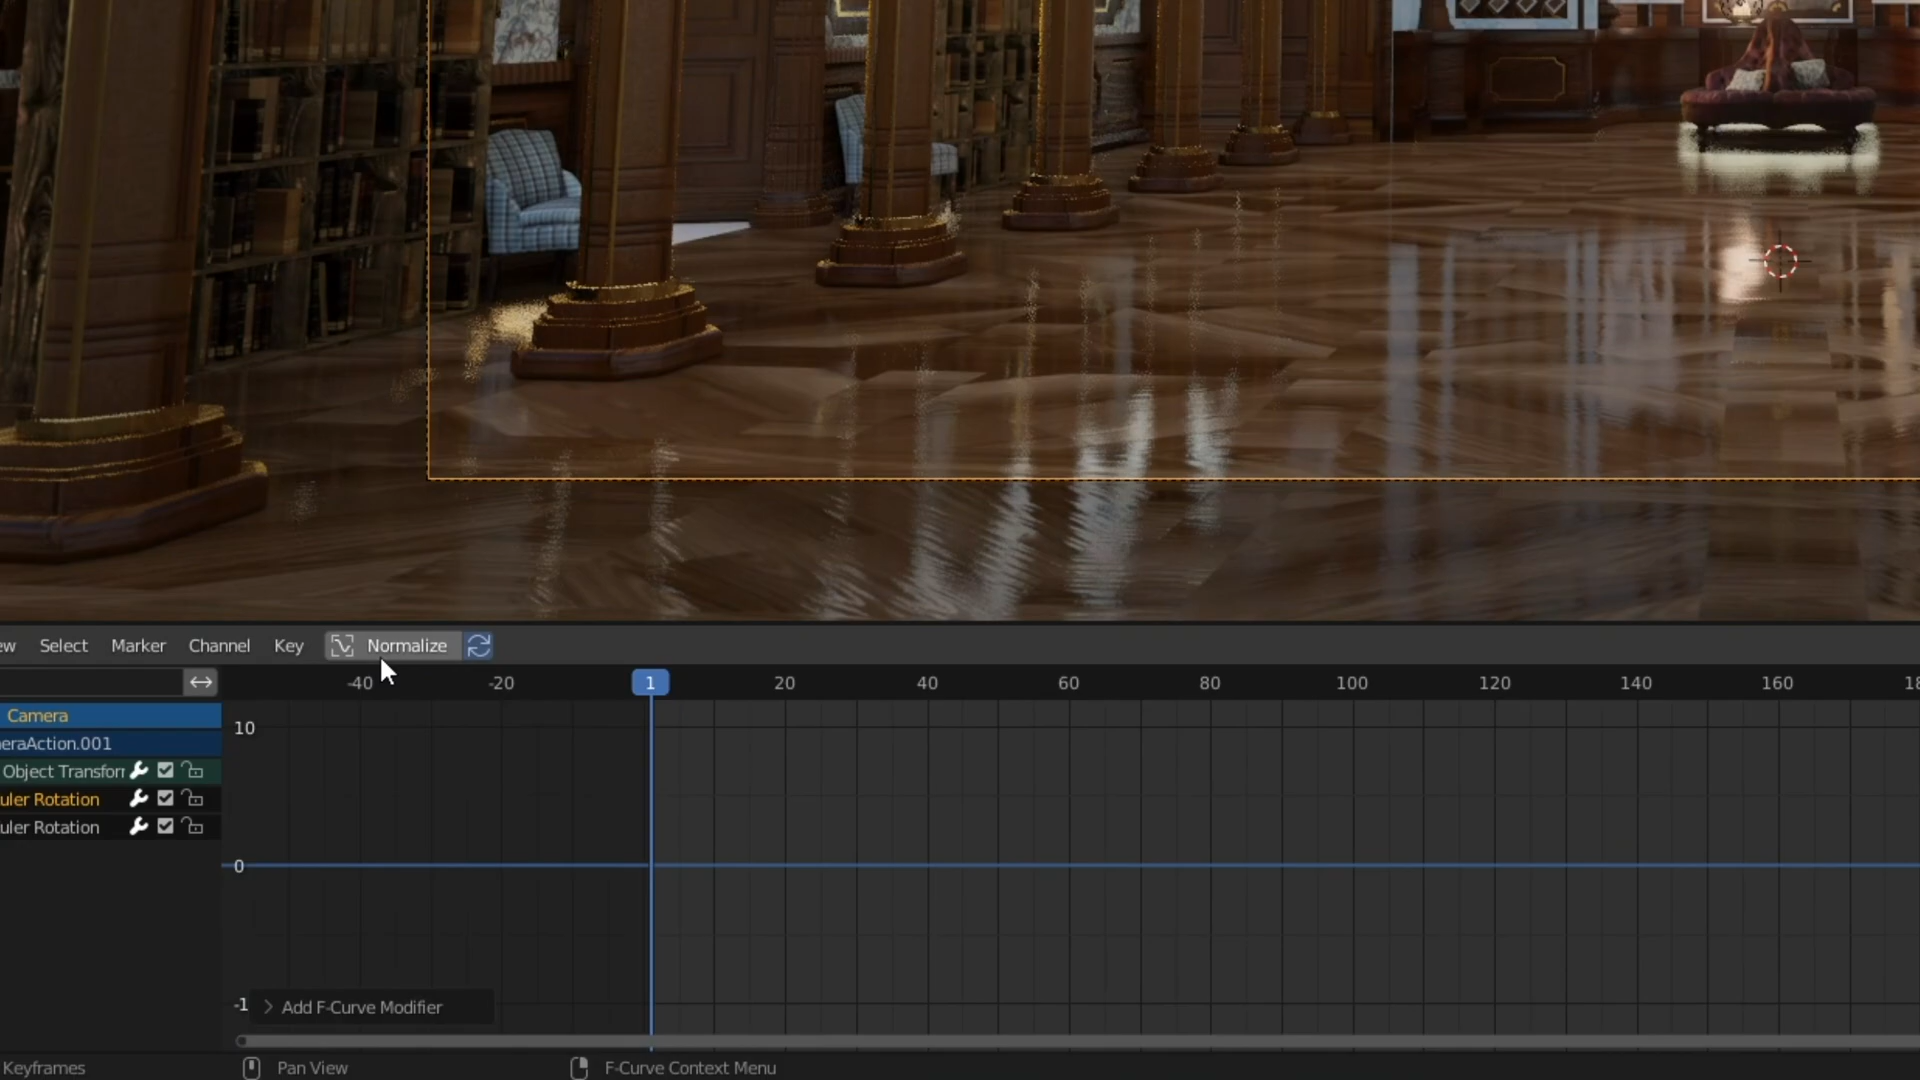 ew Select Marker Channel Key Normalize
-40 -20 1 20 40 60 80 100 120 140 160 18
Camera
eraAction.001
Object Transfor
uler Rotation
uler Rotation
10
0
-1
Add F-Curve Modifier
Keyframes Pan View F-Curve Context Menu